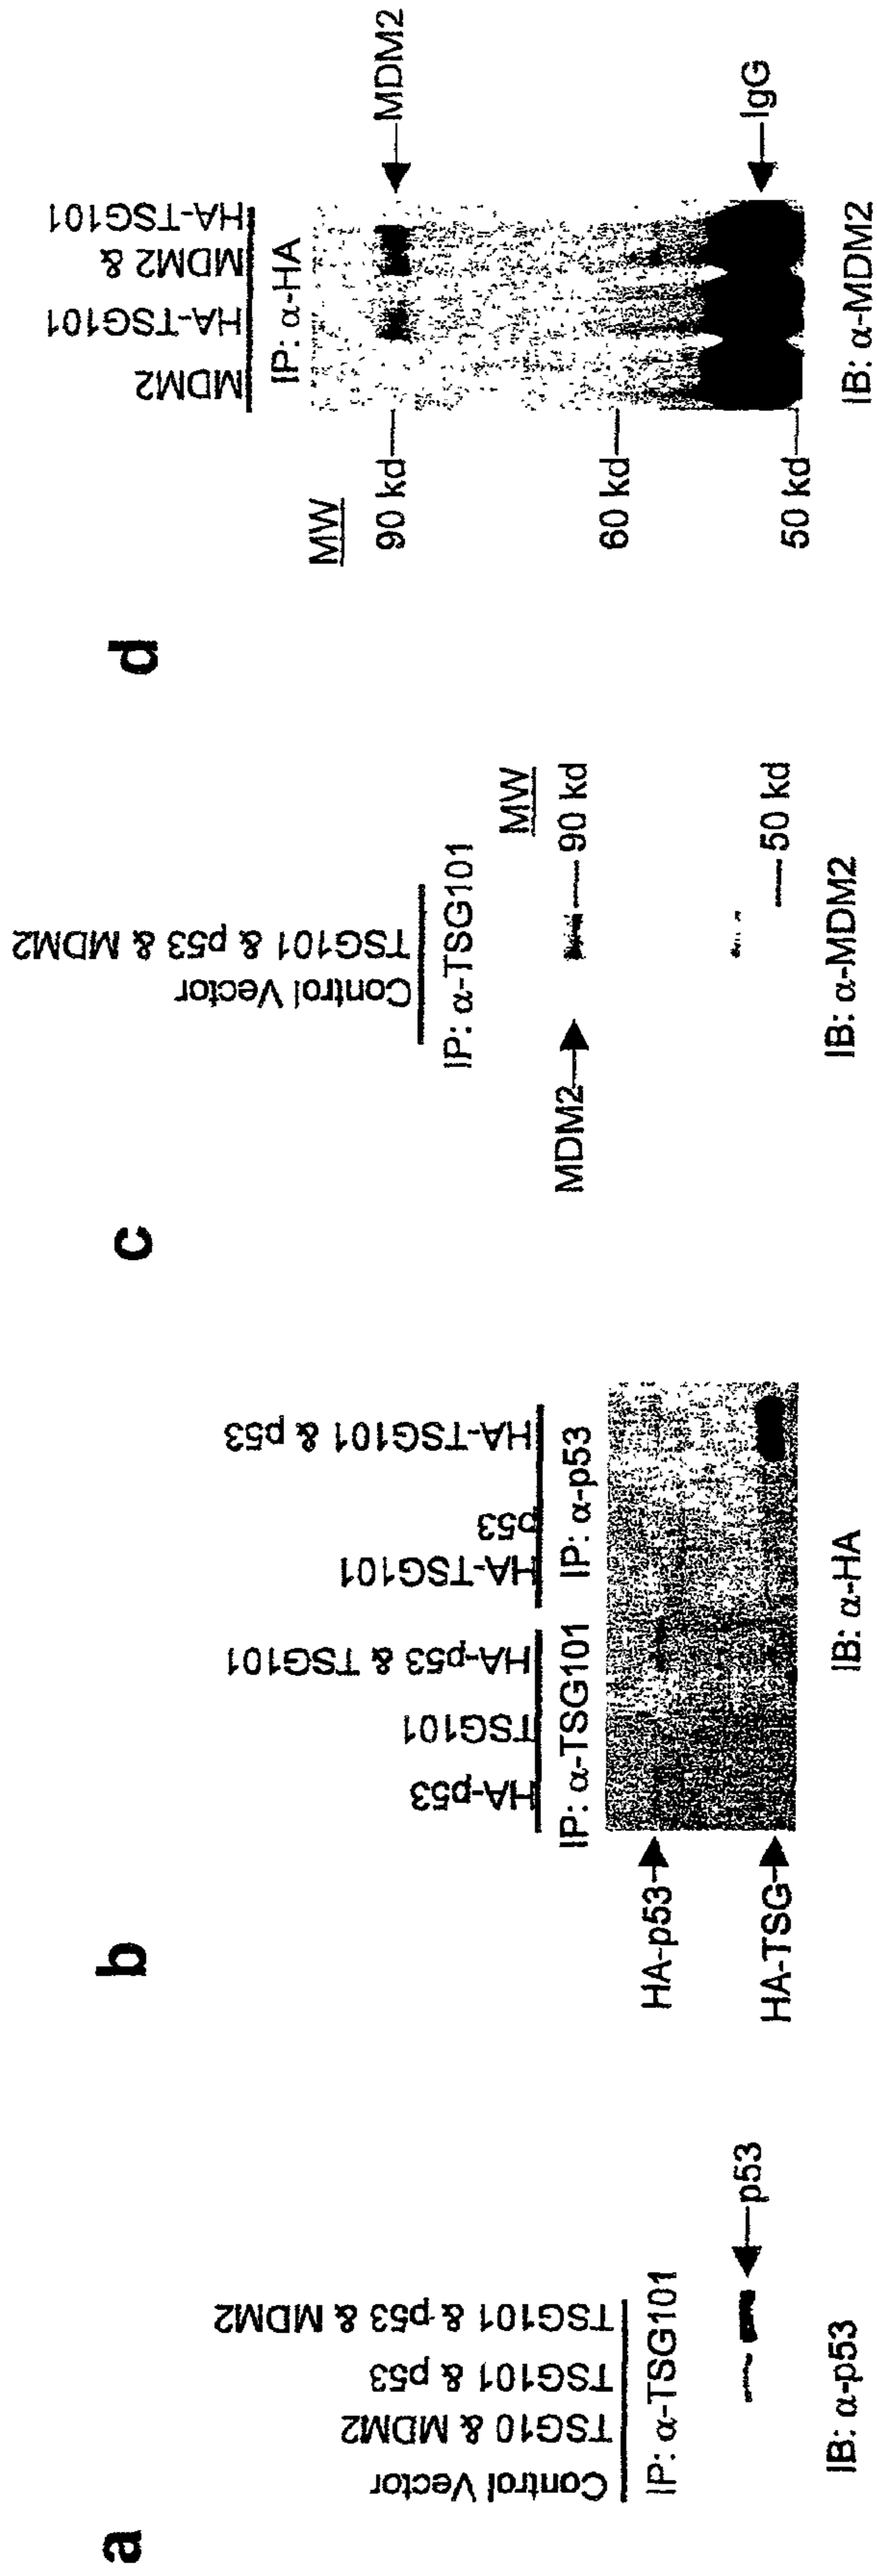 a
Control Vector
TSG10 & MDM2
TSG101 & p53
TSG101 & p53 & MDM2
IP: α-TSG101
p53
IB: α-p53
b
HA-p53
TSG101
HA-p53 & TSG101
HA-TSG101
p53
HA-TSG101 & p53
IP: α-TSG101
IP: α-p53
HA-p53
HA-TSG
IB: α-HA
c
Control Vector
TSG101 & p53 & MDM2
IP: α-TSG101
MW
MDM2
90 kd
50 kd
IB: α-MDM2
d
MDM2
HA-TSG101
MDM2 &
HA-TSG101
IP: α-HA
MW
90 kd
MDM2
60 kd
50 kd
IgG
IB: α-MDM2